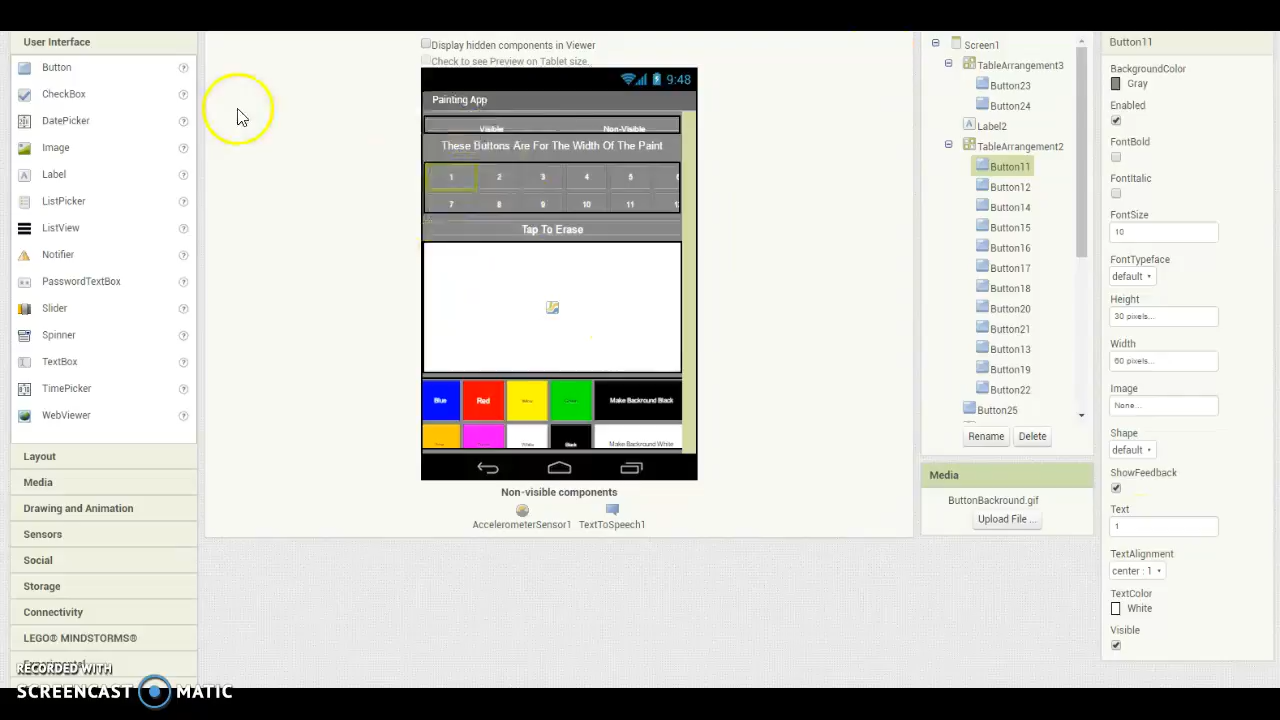 User Interface
Button
CheckBox
DatePicker
Image
Label
ListPicker
ListView
Notifier
PasswordTextBox
Slider
Spinner
TextBox
TimePicker
WebViewer
Layout
Media
Drawing and Animation
Sensors
Social
Storage
Connectivity
LEGO® MINDSTORMS®
RECORDED WITH
SCREENCAST MATIC
Display hidden components in Viewer
Check to see Preview on Tablet size.
9:48
Painting App
Visible Non-Visible
These Buttons Are For The Width Of The Paint
1 2 3 4 5 6
7 8 9 10 11
Tap To Erase
Blue Red Make Backround Black
White Black Make Backround White
Non-visible components
AccelerometerSensor1 TextToSpeech1
Screen1
TableArrangement3
Button23
Button24
Label2
TableArrangement2
Button11
Button12
Button14
Button15
Button16
Button17
Button18
Button20
Button21
Button13
Button19
Button22
Button25
Rename Delete
Media
ButtonBackround.gif
Upload File ...
Button11
BackgroundColor
Gray
Enabled
FontBold
FontItalic
FontSize
10
FontTypeface
default
Height
30 pixels...
Width
60 pixels...
Image
None...
Shape
default
ShowFeedback
Text
1
TextAlignment
center : 1
TextColor
White
Visible